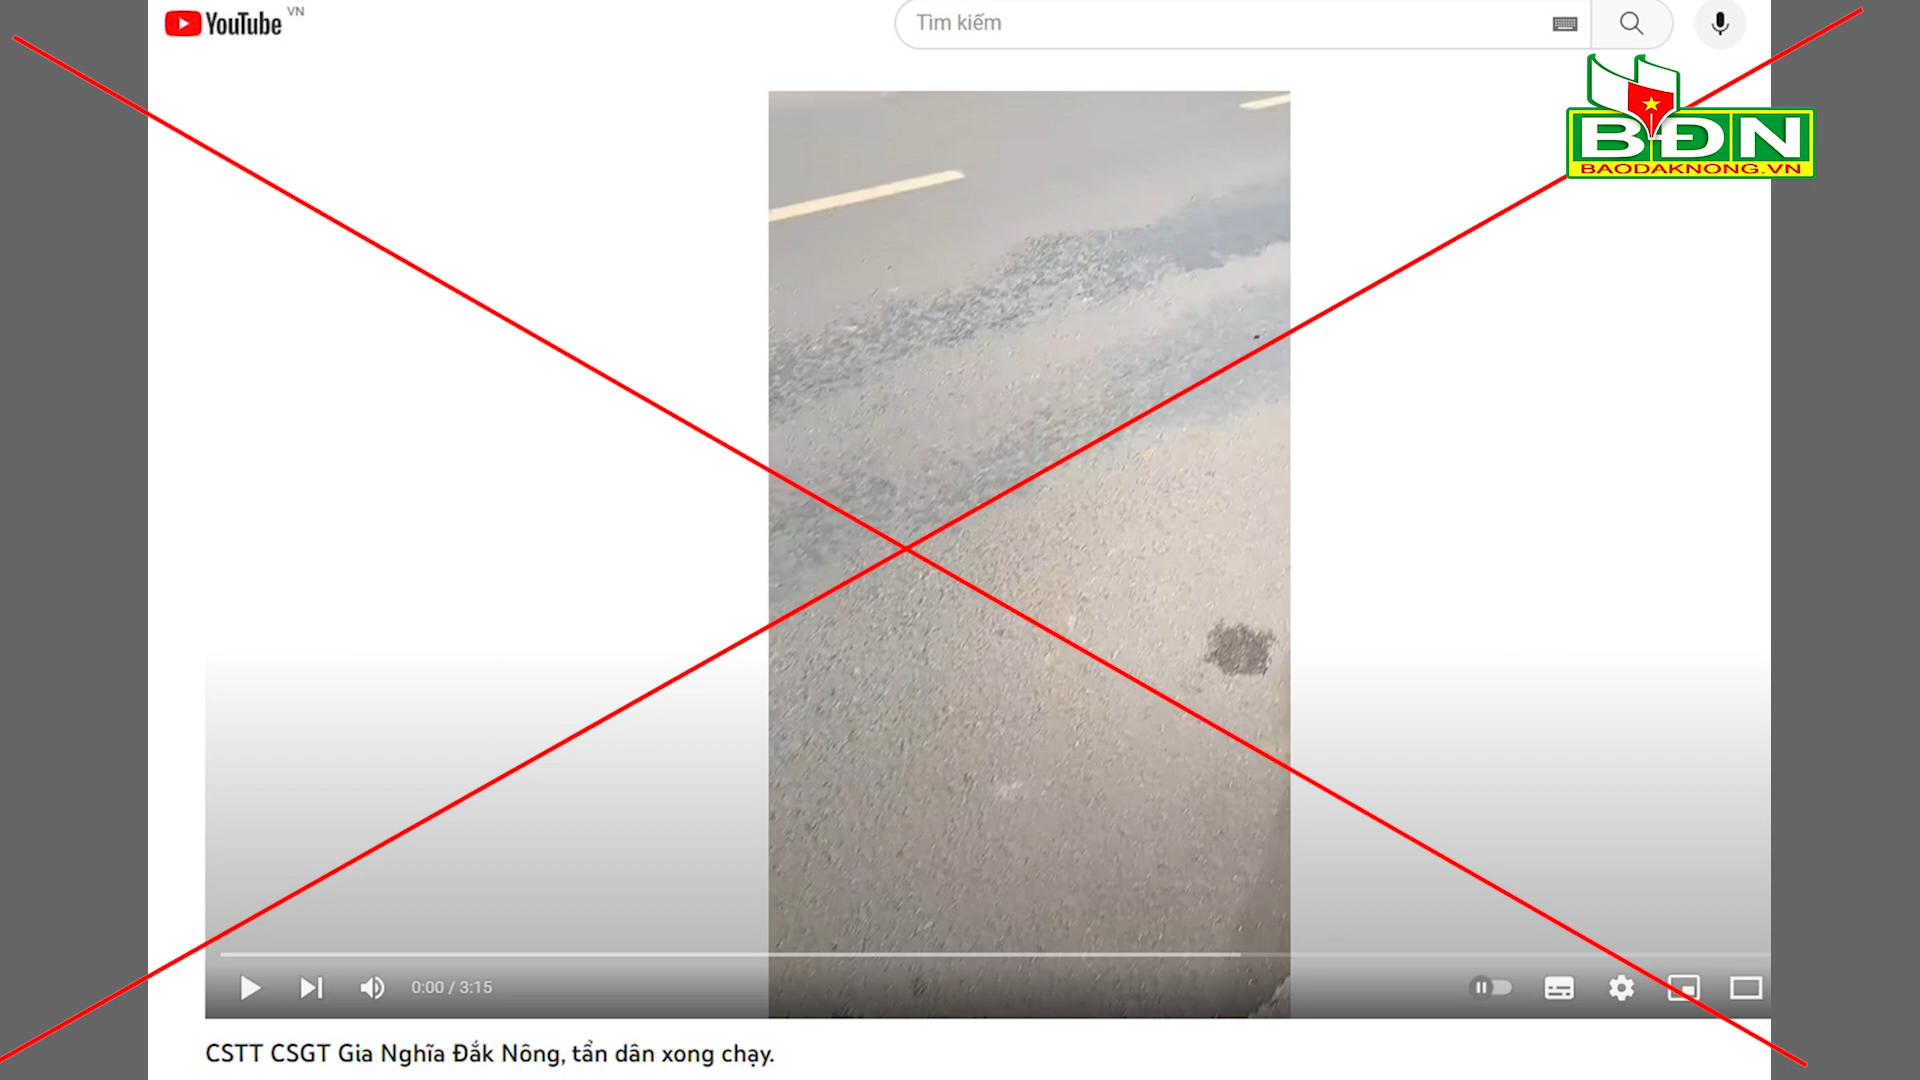 YouTube VN
Tìm kiếm
BĐN
BAODAKNONG.VN
0:00 / 3:15
CSTT CSGT Gia Nghĩa Đắk Nông, tẩn dân xong chạy.